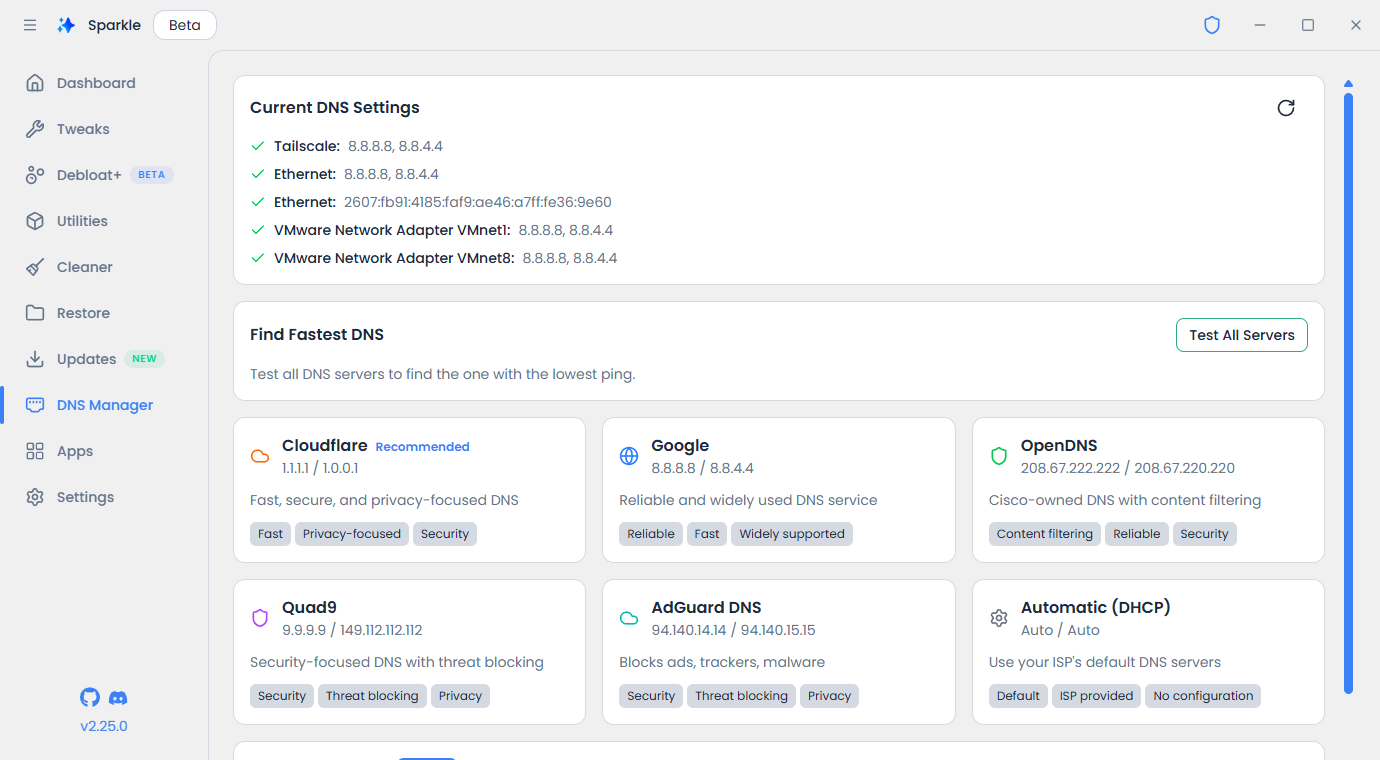 Sparkle Beta
Dashboard
Tweaks
Debloat+ BETA
Utilities
Cleaner
Restore
Updates NEW
DNS Manager
Apps
Settings
v2.25.0
Current DNS Settings
Tailscale: 8.8.8.8, 8.8.4.4
Ethernet: 8.8.8.8, 8.8.4.4
Ethernet: 2607:fb91:4185:faf9:ae46:a7ff:fe36:9e60
VMware Network Adapter VMnet1: 8.8.8.8, 8.8.4.4
VMware Network Adapter VMnet8: 8.8.8.8, 8.8.4.4
Find Fastest DNS
Test All Servers
Test all DNS servers to find the one with the lowest ping.
Cloudflare Recommended
1.1.1.1 / 1.0.0.1
Fast, secure, and privacy-focused DNS
Fast Privacy-focused Security
Google
8.8.8.8 / 8.8.4.4
Reliable and widely used DNS service
Reliable Fast Widely supported
OpenDNS
208.67.222.222 / 208.67.220.220
Cisco-owned DNS with content filtering
Content filtering Reliable Security
Quad9
9.9.9.9 / 149.112.112.112
Security-focused DNS with threat blocking
Security Threat blocking Privacy
AdGuard DNS
94.140.14.14 / 94.140.15.15
Blocks ads, trackers, malware
Security Threat blocking Privacy
Automatic (DHCP)
Auto / Auto
Use your ISP's default DNS servers
Default ISP provided No configuration